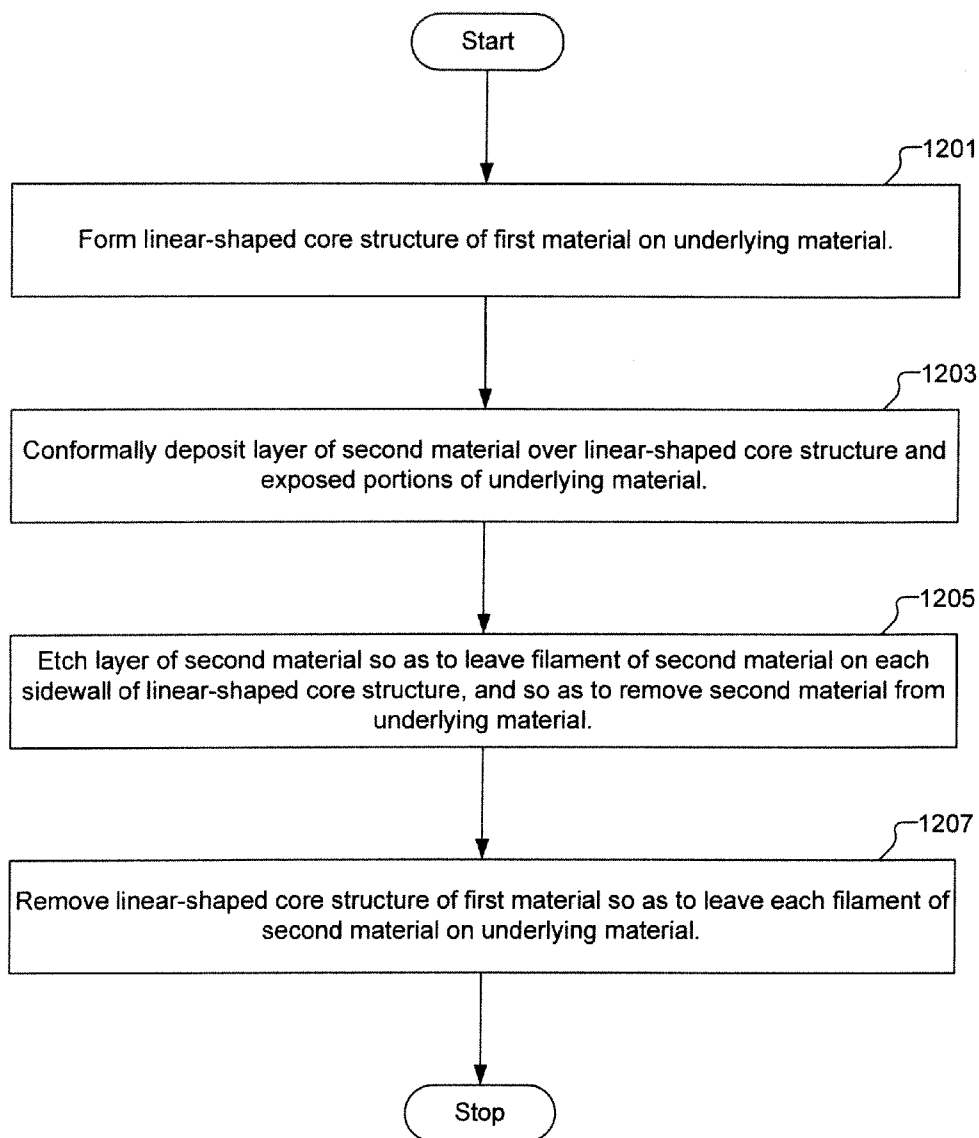 Start
1201
Form linear-shaped core structure of first material on underlying material.
1203
Conformally deposit layer of second material over linear-shaped core structure and
exposed portions of underlying material.
1205
Etch layer of second material so as to leave filament of second material on each
sidewall of linear-shaped core structure, and so as to remove second material from
underlying material.
1207
Remove linear-shaped core structure of first material so as to leave each filament of
second material on underlying material.
Stop